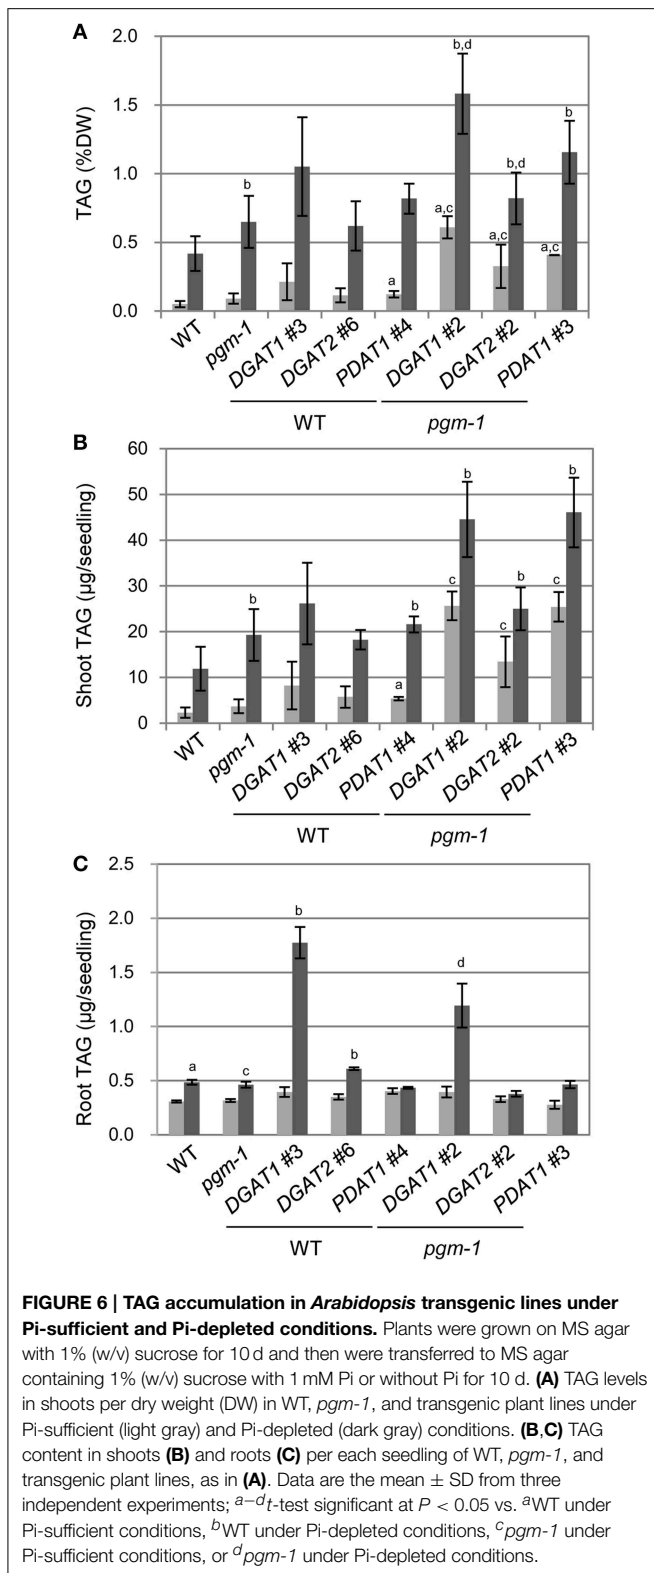 A
2.0
b,d
1.5
b
b
b,d
TAG (%DW)
1.0
a,c
a,c
0.5
a,c
a
0.0
WT
pgm-1
DGAT1 #3
DGAT2 #6
PDAT1 #4
DGAT1 #2
DGAT2 #2
PDAT1 #3
WT
pgm-1
B
60
b
b
50
40
b
c
c
b
b
30
Shoot TAG (µg/seedling)
20
c
10
a
0
WT
pgm-1
DGAT1 #3
DGAT2 #6
PDAT1 #4
DGAT1 #2
DGAT2 #2
PDAT1 #3
WT
pgm-1
C
2.5
b
2.0
d
1.5
Root TAG (µg/seedling)
1.0
b
a
c
0.5
0.0
WT
pgm-1
DGAT1 #3
DGAT2 #6
PDAT1 #4
DGAT1 #2
DGAT2 #2
PDAT1 #3
WT
pgm-1
FIGURE 6 | TAG accumulation in Arabidopsis transgenic lines under
Pi-sufficient and Pi-depleted conditions. Plants were grown on MS agar
with 1% (w/v) sucrose for 10 d and then were transferred to MS agar
containing 1% (w/v) sucrose with 1 mM Pi or without Pi for 10 d. (A) TAG levels
in shoots per dry weight (DW) in WT, pgm-1, and transgenic plant lines under
Pi-sufficient (light gray) and Pi-depleted (dark gray) conditions. (B,C) TAG
content in shoots (B) and roots (C) per each seedling of WT, pgm-1, and
transgenic plant lines, as in (A). Data are the mean ± SD from three
independent experiments; a–dt-test significant at P < 0.05 vs. aWT under
Pi-sufficient conditions, bWT under Pi-depleted conditions, cpgm-1 under
Pi-sufficient conditions, or dpgm-1 under Pi-depleted conditions.